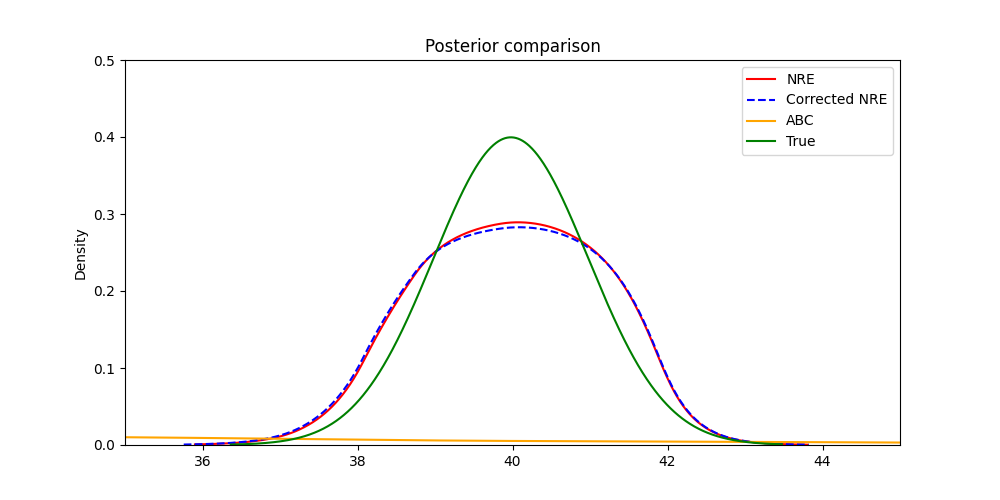 Posterior comparison
Density
0.5
0.4
0.3
0.2
0.1
0.0
36 38 40 42 44
NRE
Corrected NRE
ABC
True